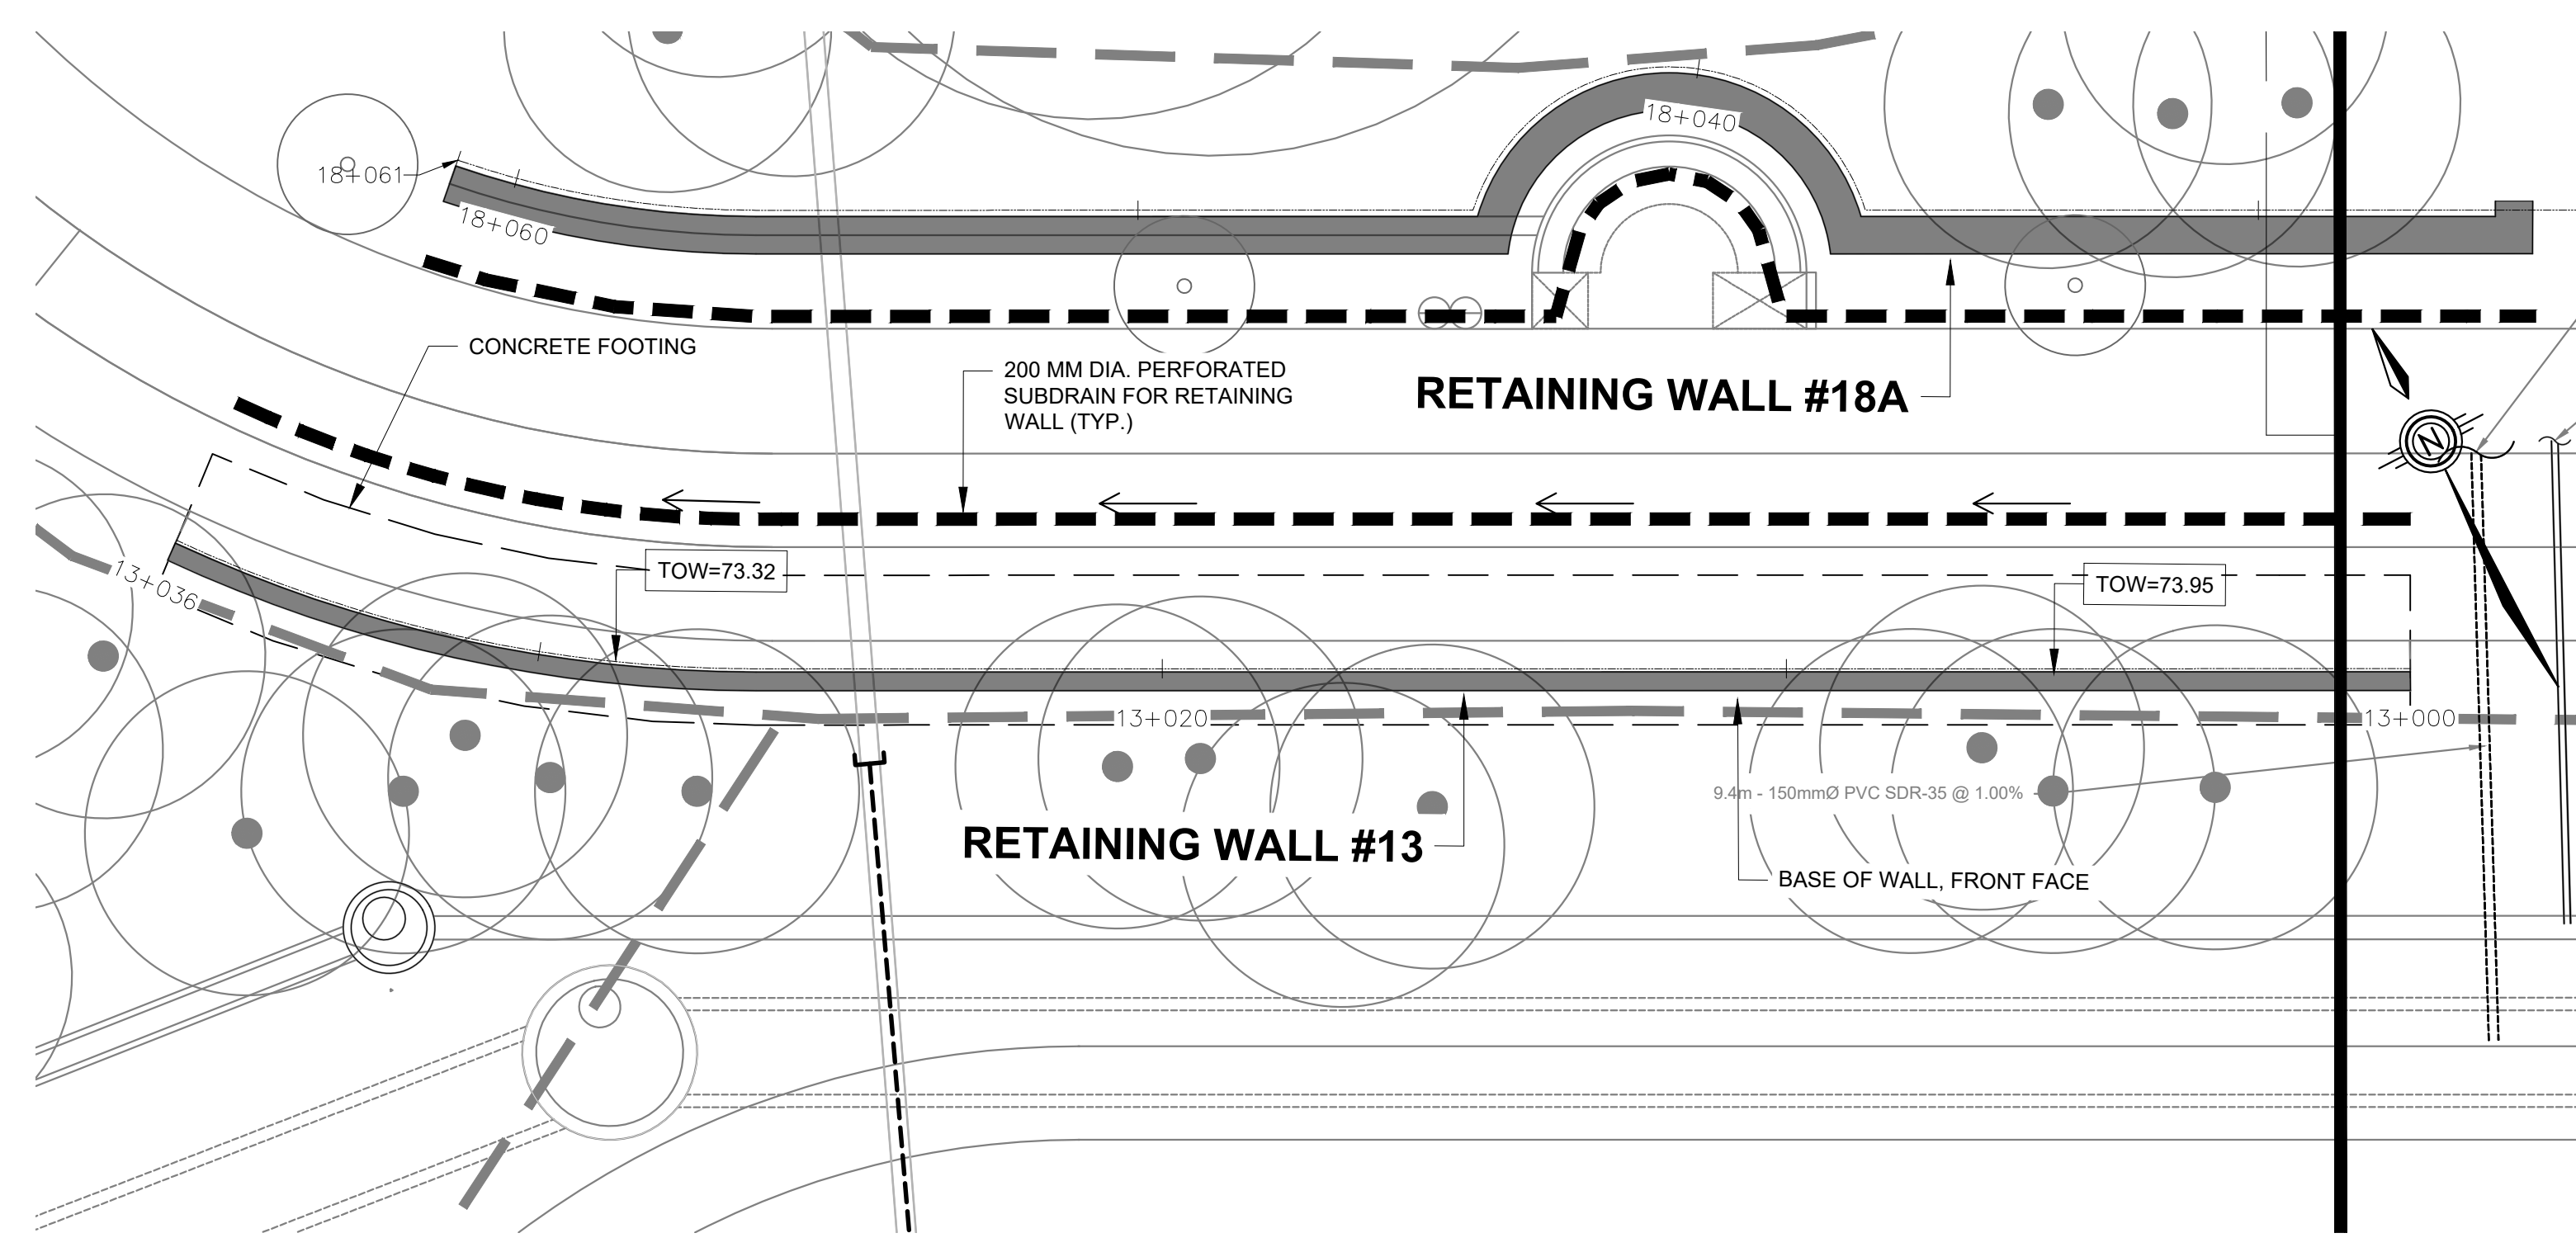 18+040
18+061
18+060
CONCRETE FOOTING
200 MM DIA. PERFORATED
SUBDRAIN FOR RETAINING
WALL (TYP.)
RETAINING WALL #18A
N
TOW=73.32
TOW=73.95
13+036
13+020
13+000
9.4m - 150mmØ PVC SDR-35 @ 1.00%
RETAINING WALL #13
BASE OF WALL, FRONT FACE